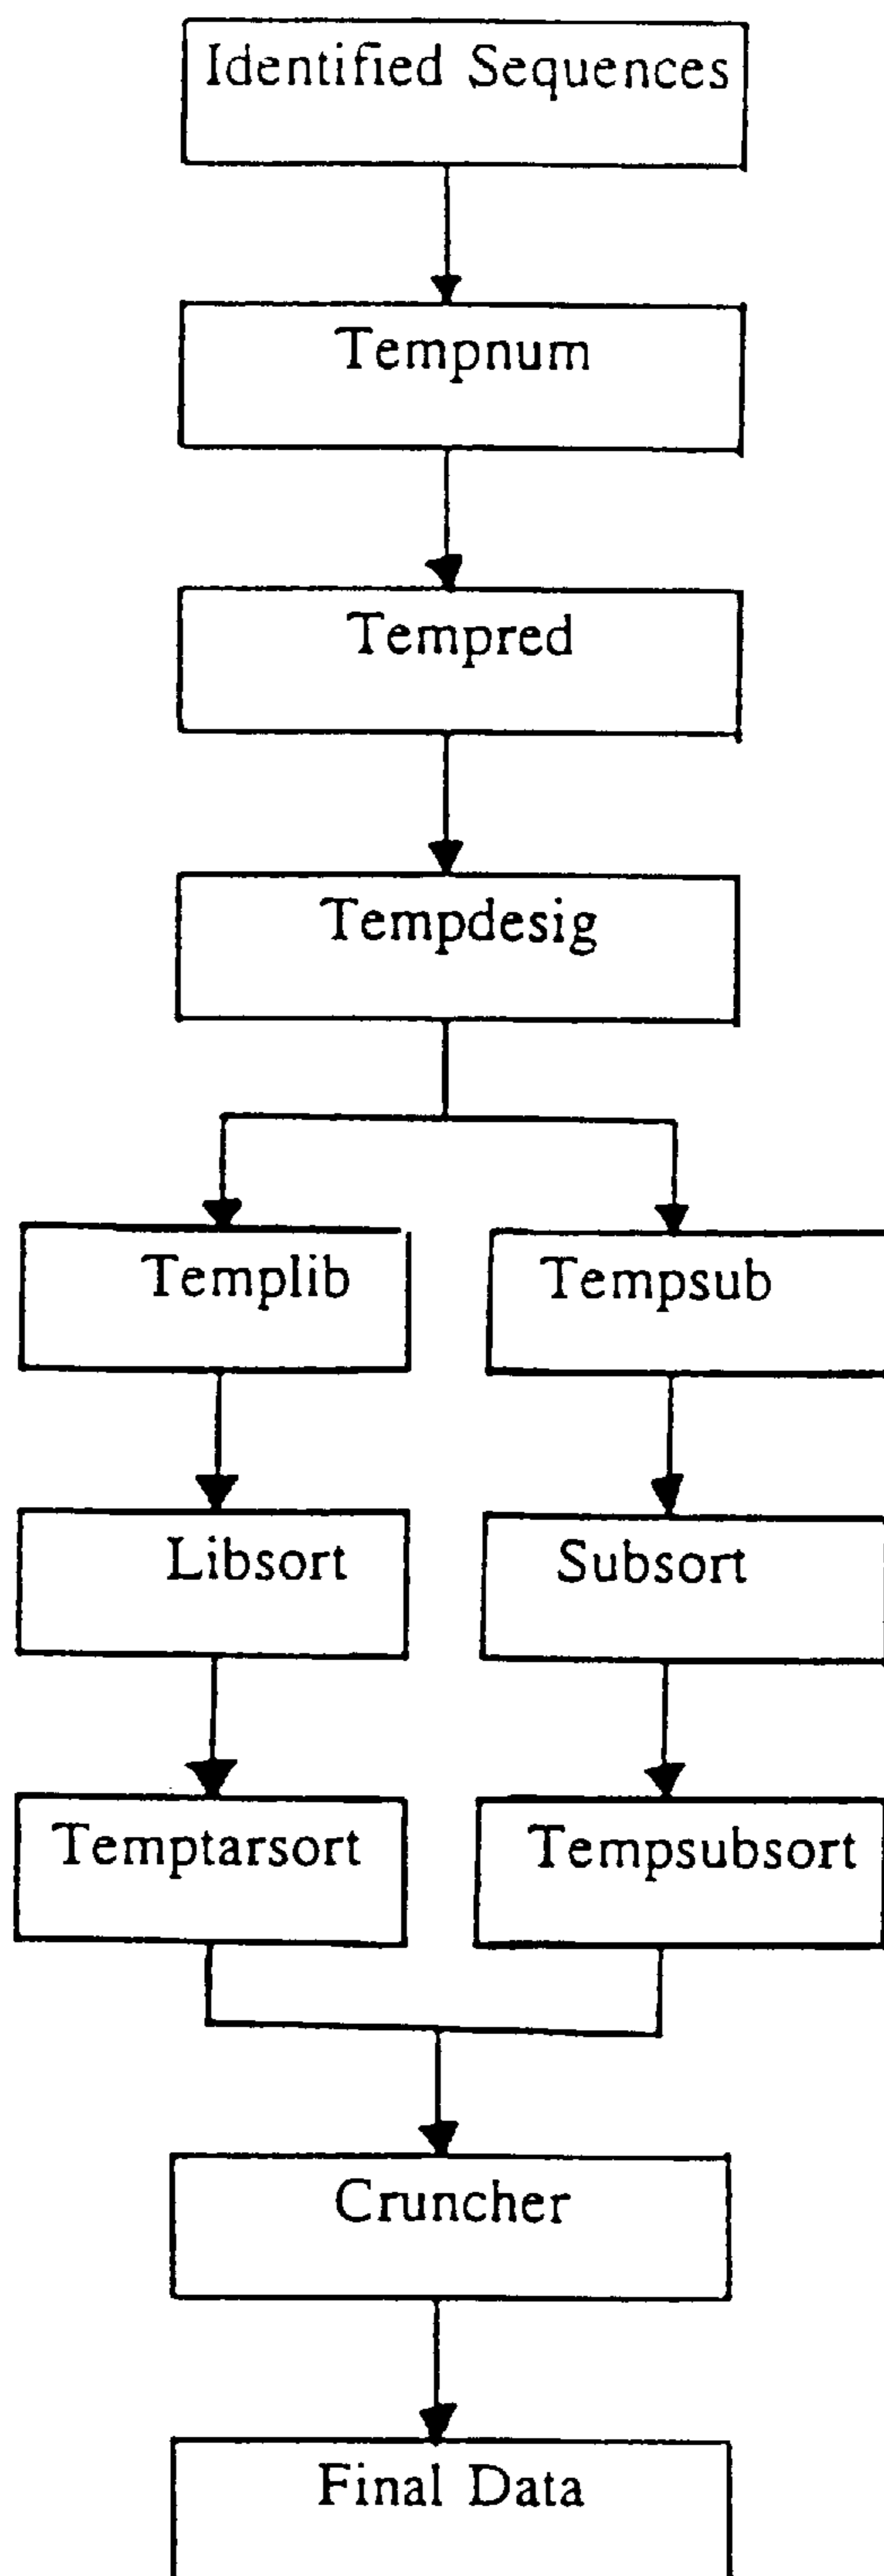 Identified Sequences
Tempnum
Tempred
Tempdesig
Templib
Tempsub
Libsort
Subsort
Temptarsort
Tempsubsort
Cruncher
Final Data